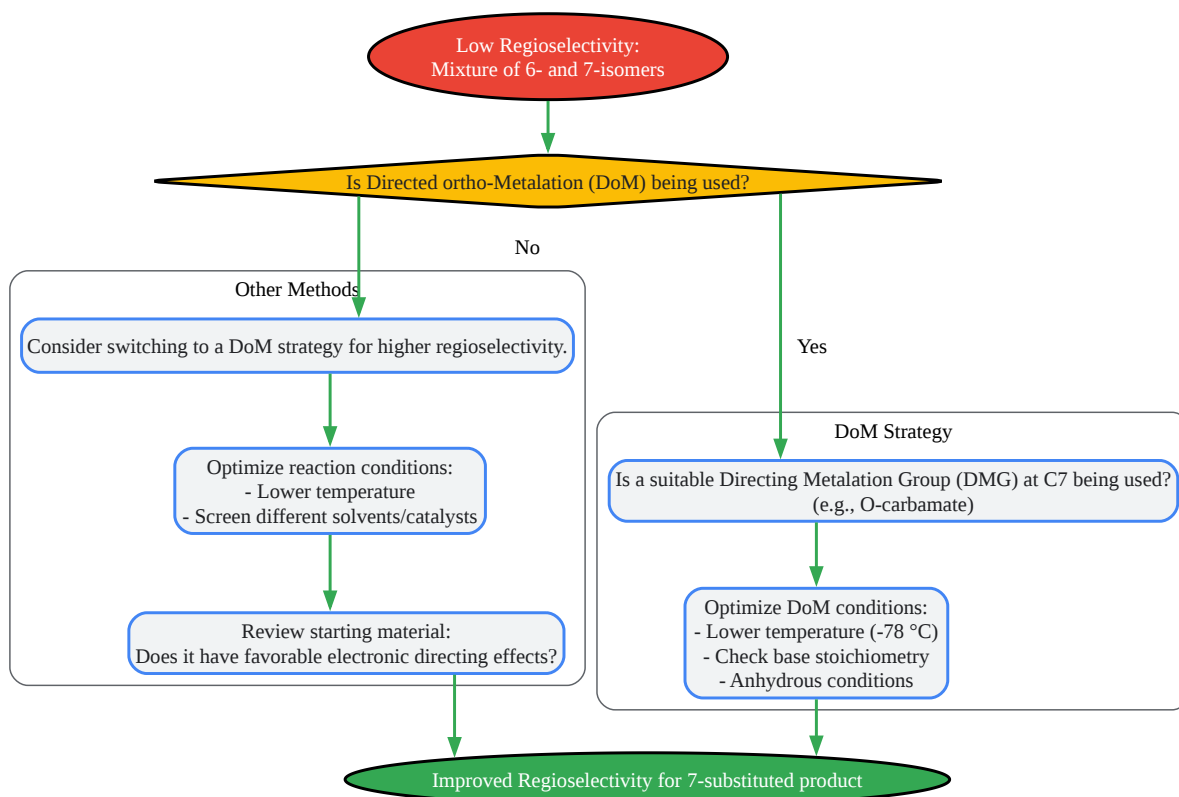 Low Regioselectivity:
Mixture of 6- and 7-isomers
Is Directed ortho-Metalation (DoM) being used?
No
Other Methods
Consider switching to a DoM strategy for higher regioselectivity.
Yes
Optimize reaction conditions:
- Lower temperature
- Screen different solvents/catalysts
DoM Strategy
Is a suitable Directing Metalation Group (DMG) at C7 being used?
(e.g., O-carbamate)
Review starting material:
Does it have favorable electronic directing effects?
Optimize DoM conditions:
- Lower temperature (-78 °C)
- Check base stoichiometry
- Anhydrous conditions
Improved Regioselectivity for 7-substituted product